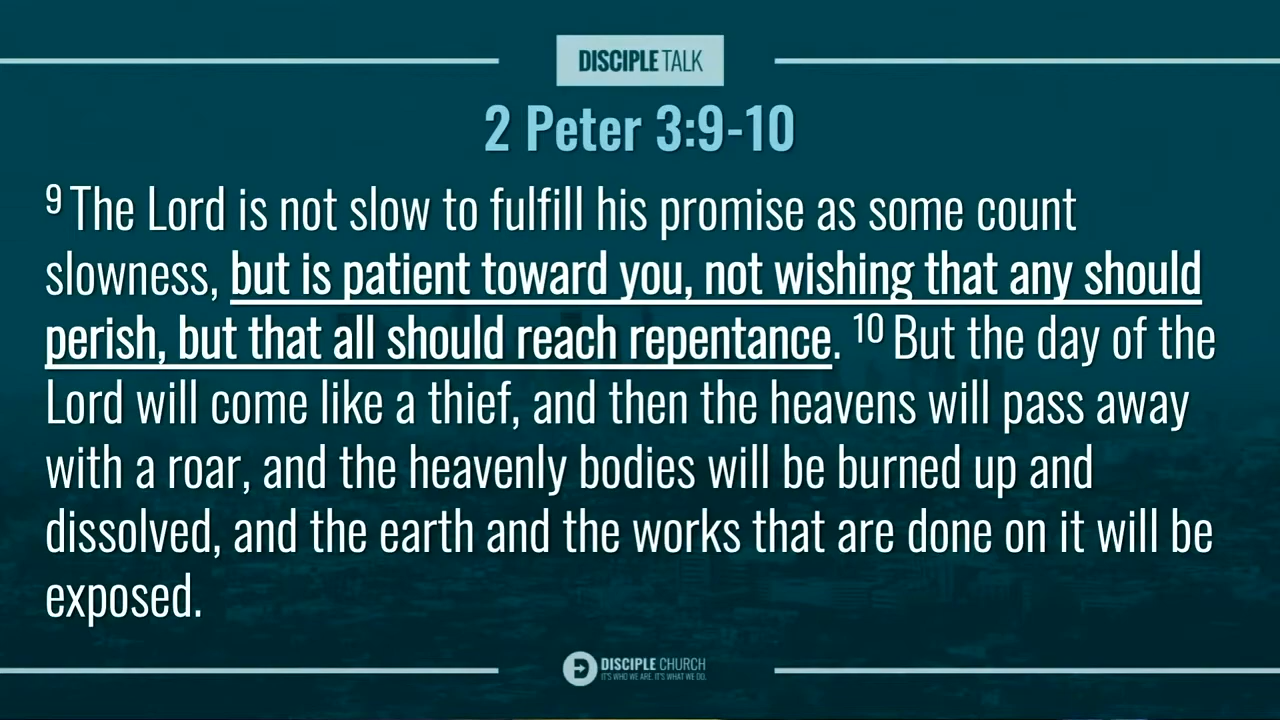 DISCIPLE TALK
2 Peter 3:9-10
9 The Lord is not slow to fulfill his promise as some count
slowness, but is patient toward you, not wishing that any should
perish, but that all should reach repentance. 10 But the day of the
Lord will come like a thief, and then the heavens will pass away
with a roar, and the heavenly bodies will be burned up and
dissolved, and the earth and the works that are done on it will be
exposed.
DISCIPLE CHURCH
IT'S WHO WE ARE. IT'S WHAT WE DO.